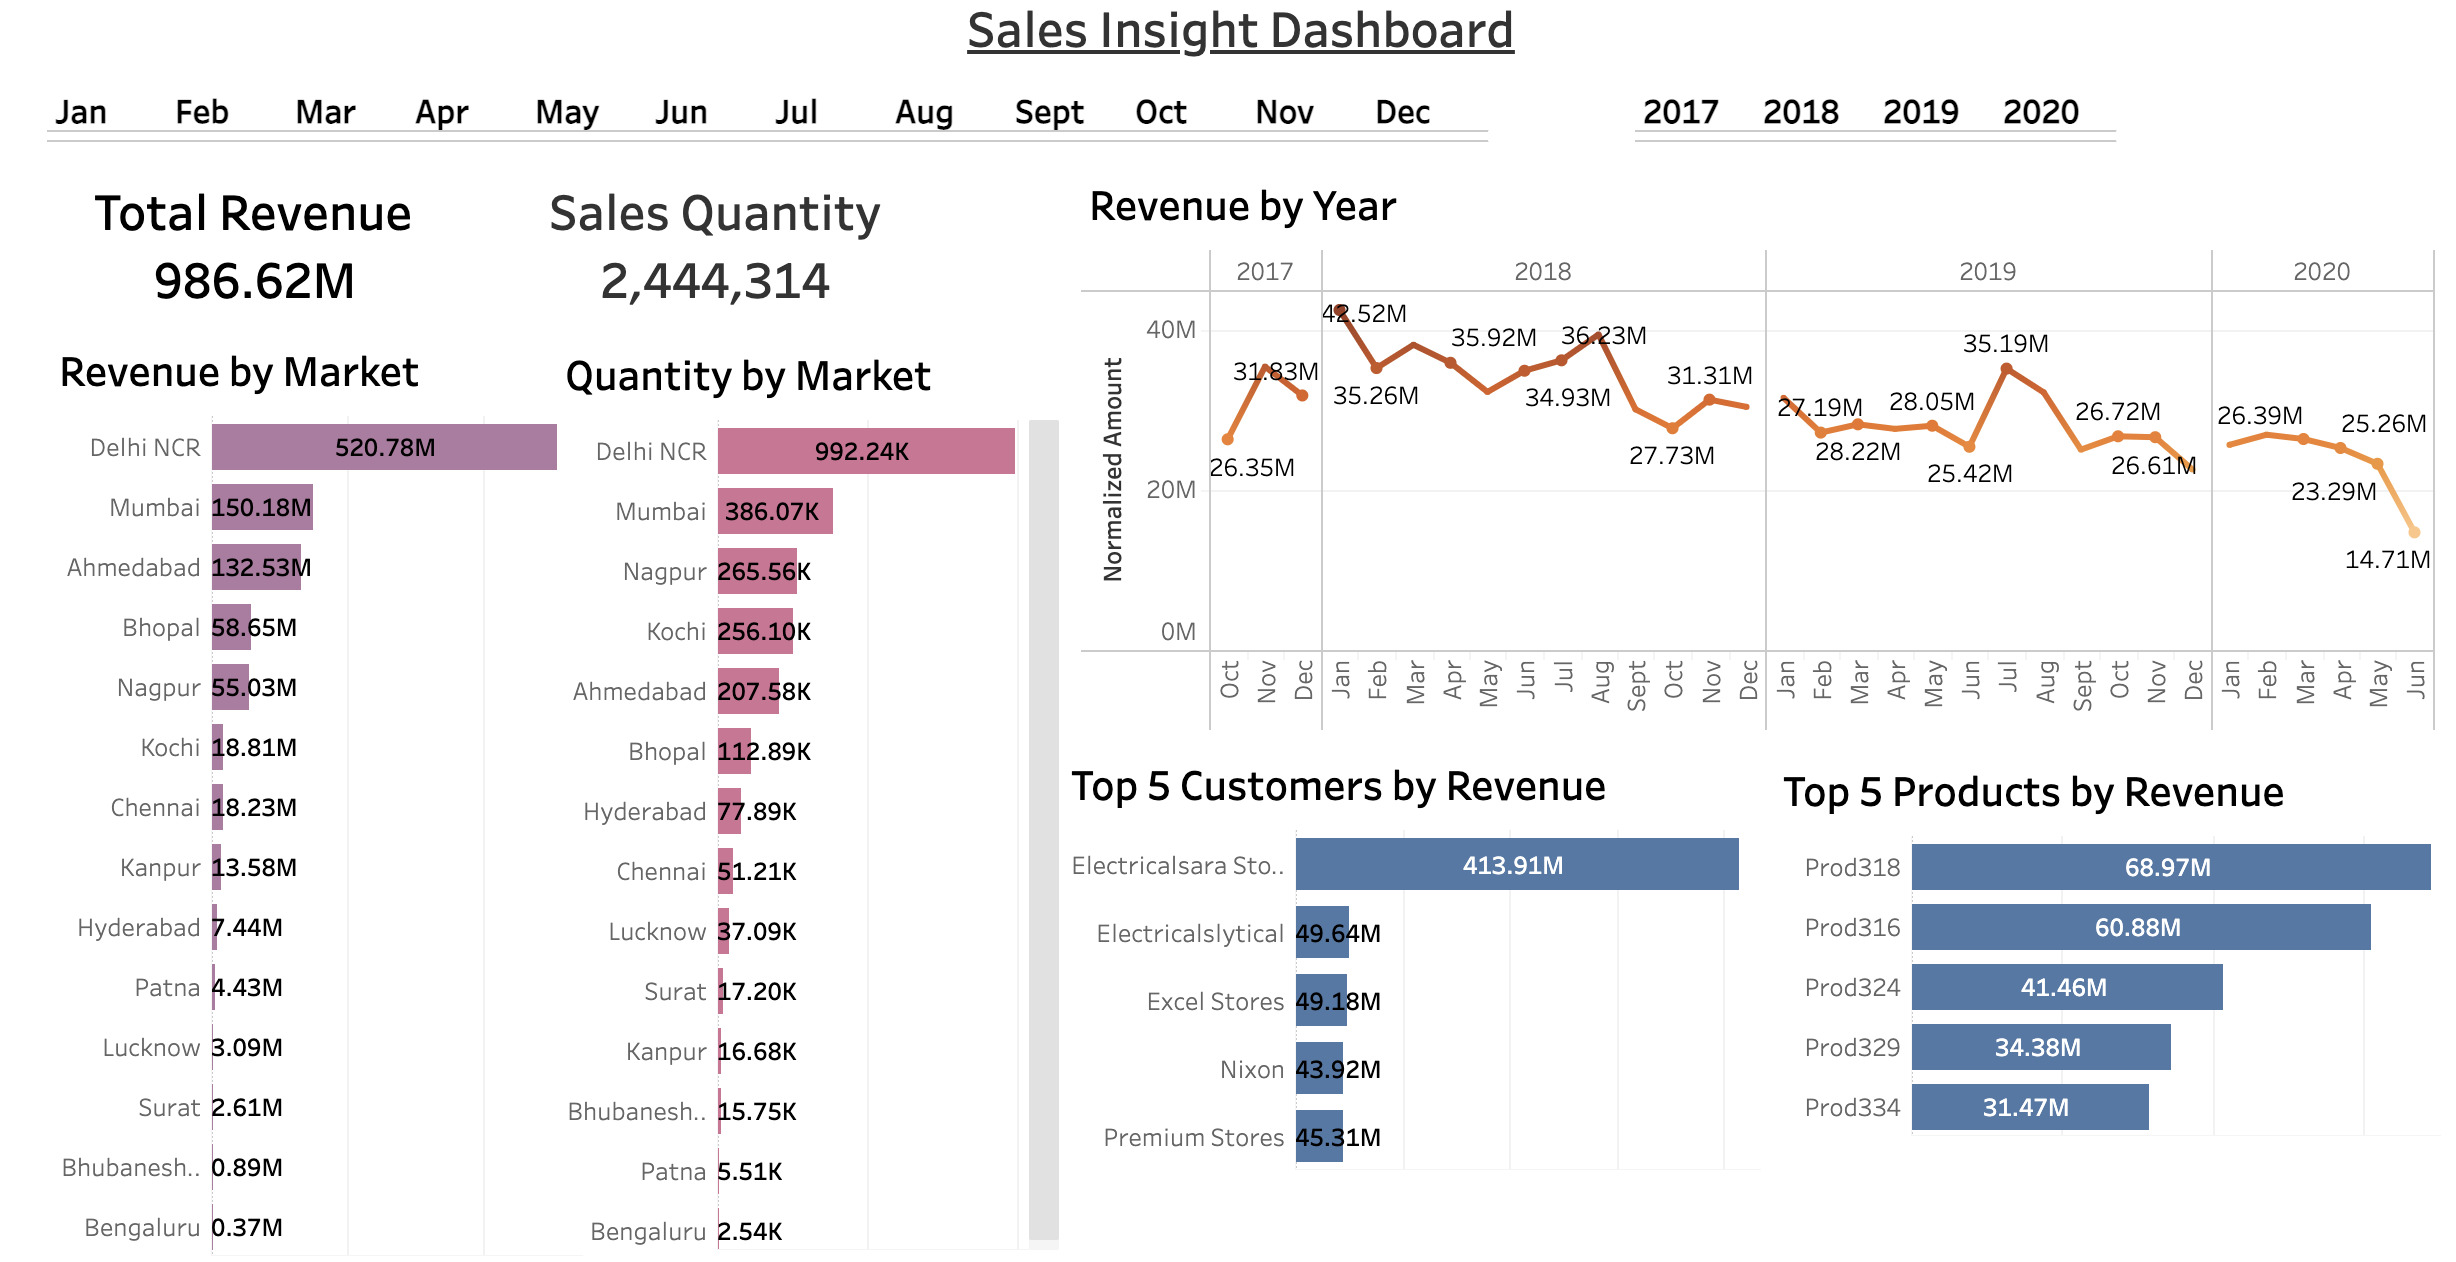 Sales Insight Dashboard
Jan Feb Mar Apr May Jun Jul Aug Sept Oct Nov Dec
2017 2018 2019 2020
Total Revenue
986.62M
Sales Quantity
2,444,314
Revenue by Market
Delhi NCR 520.78M
Mumbai 150.18M
Ahmedabad 132.53M
Bhopal 58.65M
Nagpur 55.03M
Kochi 18.81M
Chennai 18.23M
Kanpur 13.58M
Hyderabad 7.44M
Patna 4.43M
Lucknow 3.09M
Surat 2.61M
Bhubanesh.. 0.89M
Bengaluru 0.37M
Quantity by Market
Delhi NCR 992.24K
Mumbai 386.07K
Nagpur 265.56K
Kochi 256.10K
Ahmedabad 207.58K
Bhopal 112.89K
Hyderabad 77.89K
Chennai 51.21K
Lucknow 37.09K
Surat 17.20K
Kanpur 16.68K
Bhubanesh.. 15.75K
Patna 5.51K
Bengaluru 2.54K
Revenue by Year
2017 2018 2019 2020
Normalized Amount
40M
20M
0M
26.35M
31.83M
42.52M
35.26M
35.92M
34.93M
36.23M
27.73M
31.31M
27.19M
28.22M
28.05M
25.42M
35.19M
26.72M
26.61M
26.39M
25.26M
23.29M
14.71M
Oct Nov Dec Jan Feb Mar Apr May Jun Jul Aug Sept Oct Nov Dec Jan Feb Mar Apr May Jun Jul Aug Sept Oct Nov Dec Jan Feb Mar Apr May Jun
Top 5 Customers by Revenue
Electricalsara Sto.. 413.91M
Electricalslytical 49.64M
Excel Stores 49.18M
Nixon 43.92M
Premium Stores 45.31M
Top 5 Products by Revenue
Prod318 68.97M
Prod316 60.88M
Prod324 41.46M
Prod329 34.38M
Prod334 31.47M